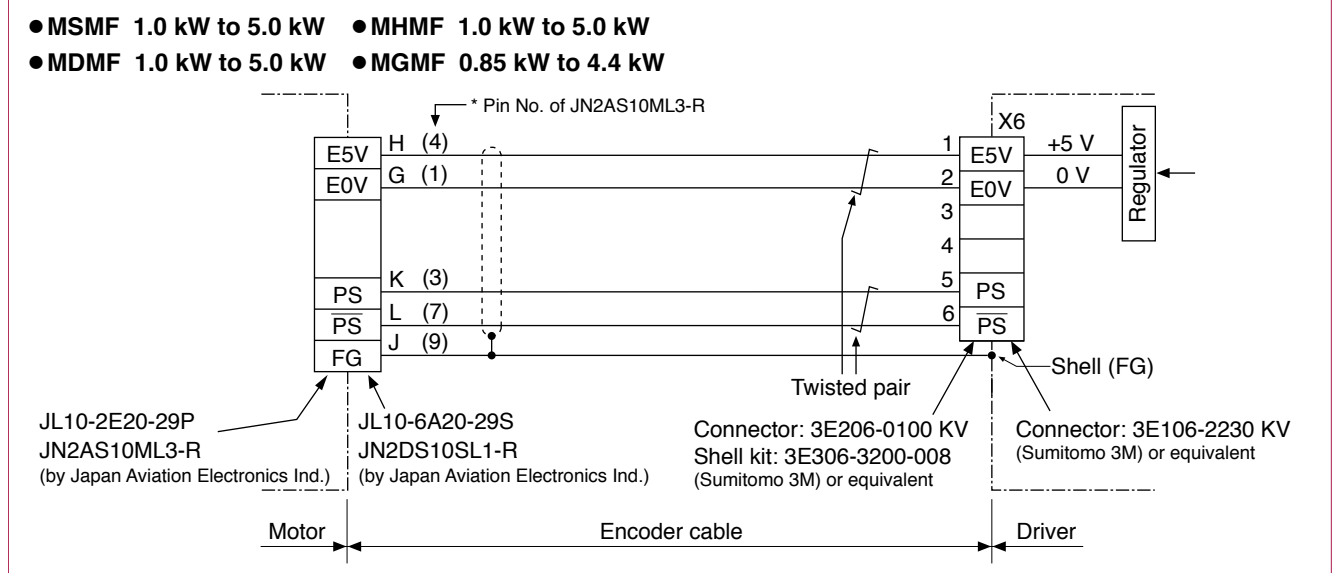 ●MSMF 1.0 kW to 5.0 kW ●MHMF 1.0 kW to 5.0 kW
●MDMF 1.0 kW to 5.0 kW ●MGMF 0.85 kW to 4.4 kW
* Pin No. of JN2AS10ML3-R
X6
E5V H (4) 1 E5V +5 V
E0V G (1) 2 E0V 0 V
Regulator
3
4
PS K (3) 5 PS
P̅S̅ L (7) 6 P̅S̅
FG J (9)
Shell (FG)
Twisted pair
JL10-2E20-29P
JN2AS10ML3-R
(by Japan Aviation Electronics Ind.)
JL10-6A20-29S
JN2DS10SL1-R
(by Japan Aviation Electronics Ind.)
Connector: 3E206-0100 KV
Shell kit: 3E306-3200-008
(Sumitomo 3M) or equivalent
Connector: 3E106-2230 KV
(Sumitomo 3M) or equivalent
Motor Encoder cable Driver